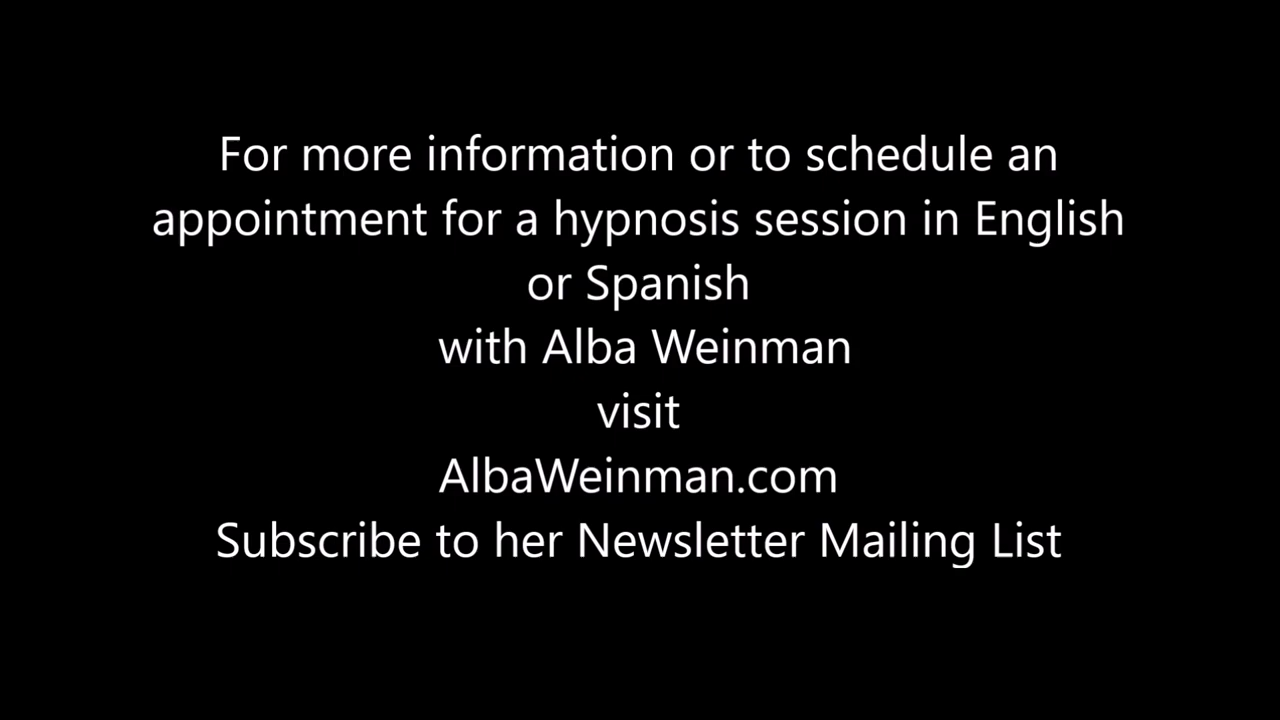 For more information or to schedule an
appointment for a hypnosis session in English
or Spanish
with Alba Weinman
visit
AlbaWeinman.com
Subscribe to her Newsletter Mailing List